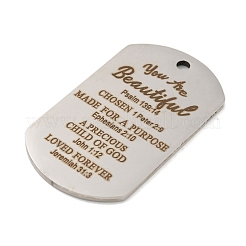 You Are
Beautiful
Psalm 139:14
CHOSEN 1 Peter 2:9
MADE FOR A PURPOSE
Ephesians 2:10
A PRECIOUS
CHILD OF GOD
John 1:12
LOVED FOREVER
Jeremiah 31:3